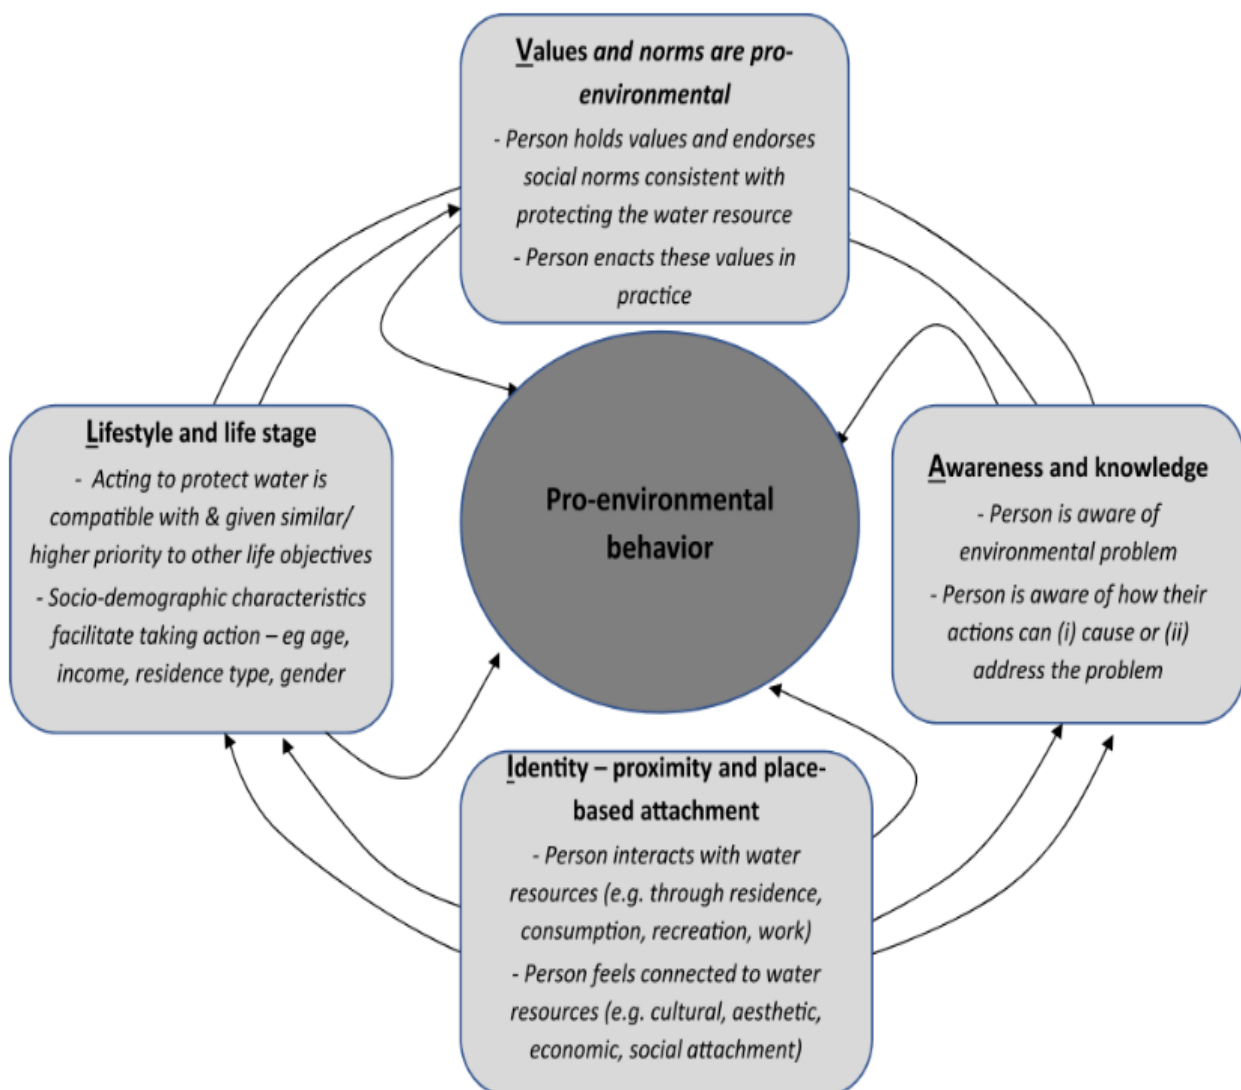 Values and norms are pro-
environmental
- Person holds values and endorses
social norms consistent with
protecting the water resource
- Person enacts these values in
practice
Lifestyle and life stage
- Acting to protect water is
compatible with & given similar/
higher priority to other life objectives
- Socio-demographic characteristics
facilitate taking action – eg age,
income, residence type, gender
Pro-environmental
behavior
Awareness and knowledge
- Person is aware of
environmental problem
- Person is aware of how their
actions can (i) cause or (ii)
address the problem
Identity – proximity and place-
based attachment
- Person interacts with water
resources (e.g. through residence,
consumption, recreation, work)
- Person feels connected to water
resources (e.g. cultural, aesthetic,
economic, social attachment)